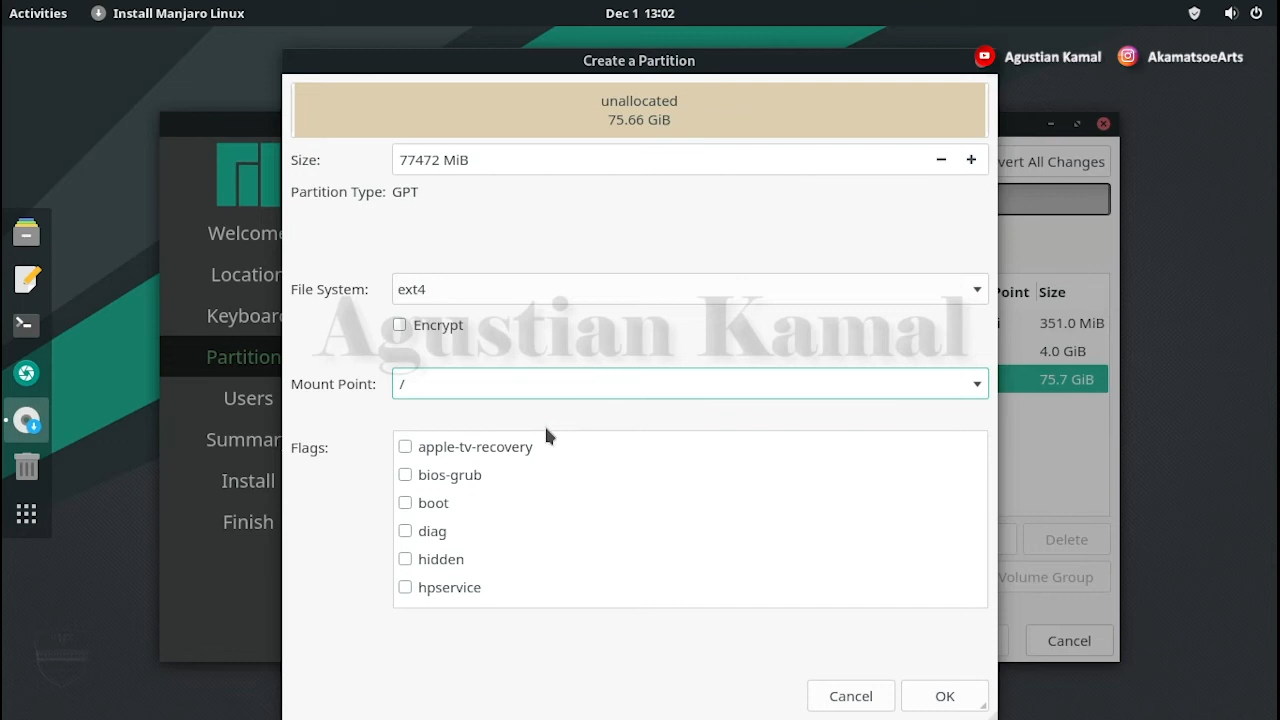 Activities Install Manjaro Linux Dec 1 13:02
Create a Partition
Agustian Kamal AkamatsoeArts
unallocated
75.66 GiB
Size: 77472 MiB
Partition Type: GPT
File System: ext4
Encrypt
Agustian Kamal
Mount Point: /
Flags:
apple-tv-recovery
bios-grub
boot
diag
hidden
hpservice
Cancel OK
Welcome
Location
Keyboard
Partition
Users
Summar
Install
Finish
vert All Changes
Point Size
351.0 MiB
4.0 GiB
75.7 GiB
Delete
Volume Group
Cancel